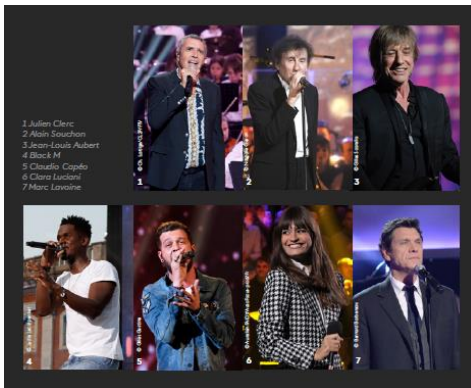 1 Julien Clerc
2 Alain Souchon
3 Jean-Louis Aubert
4 Black M
5 Claudio Capéo
6 Clara Luciani
7 Marc Lavoine
1
2
3
4
5
6
7